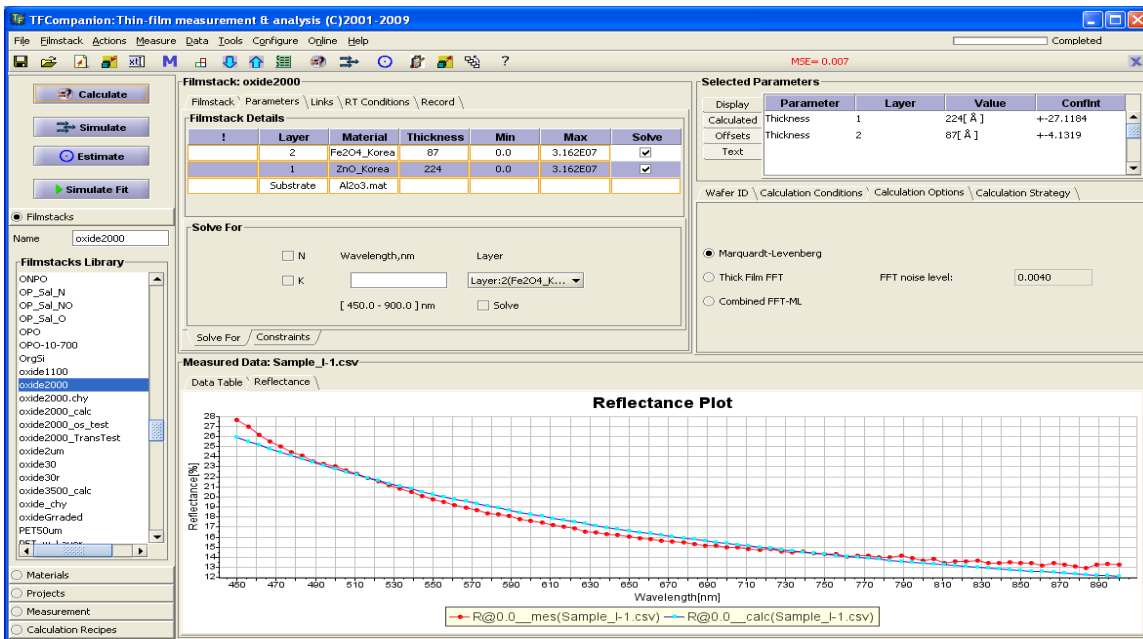 TFCompanion:Thin-film measurement & analysis (C)2001-2009
File Filmstack Actions Measure Data Tools Configure Online Help
Completed
MSE= 0.007
Calculate
Simulate
Estimate
Simulate Fit
Filmstacks
Name oxide2000
Filmstacks Library
ONPO
OP_Sal_N
OP_Sal_NO
OP_Sal_O
OPO
OPO-10-700
OrgSi
oxide1100
oxide2000
oxide2000.chy
oxide2000_calc
oxide2000_os_test
oxide2000_TransTest
oxide2um
oxide30
oxide30r
oxide3500_calc
oxide_chy
oxideGrraded
PET50um
Materials
Projects
Measurement
Calculation Recipes
Filmstack: oxide2000
Filmstack Parameters Links RT Conditions Record
Filmstack Details
! Layer Material Thickness Min Max Solve
2 Fe2O4_Korea 87 0.0 3.162E07
1 ZnO_Korea 224 0.0 3.162E07
Substrate Al2o3.mat
Solve For
N Wavelength,nm Layer
K Layer:2(Fe2O4_K...
[ 450.0 - 900.0 ] nm Solve
Solve For Constraints
Selected Parameters
Display Parameter Layer Value ConfInt
Calculated Thickness 1 224[ Å ] +-27.1184
Offsets Thickness 2 87[ Å ] +-4.1319
Text
Wafer ID Calculation Conditions Calculation Options Calculation Strategy
Marquardt-Levenberg
Thick Film FFT FFT noise level: 0.0040
Combined FFT-ML
Measured Data: Sample_I-1.csv
Data Table Reflectance
Reflectance Plot
Reflectance[%]
28
27
26
25
24
23
22
21
20
19
18
17
16
15
14
13
12
450 470 490 510 530 550 570 590 610 630 650 670 690 710 730 750 770 790 810 830 850 870 890
Wavelength[nm]
R@0.0__mes(Sample_I-1.csv) R@0.0__calc(Sample_I-1.csv)